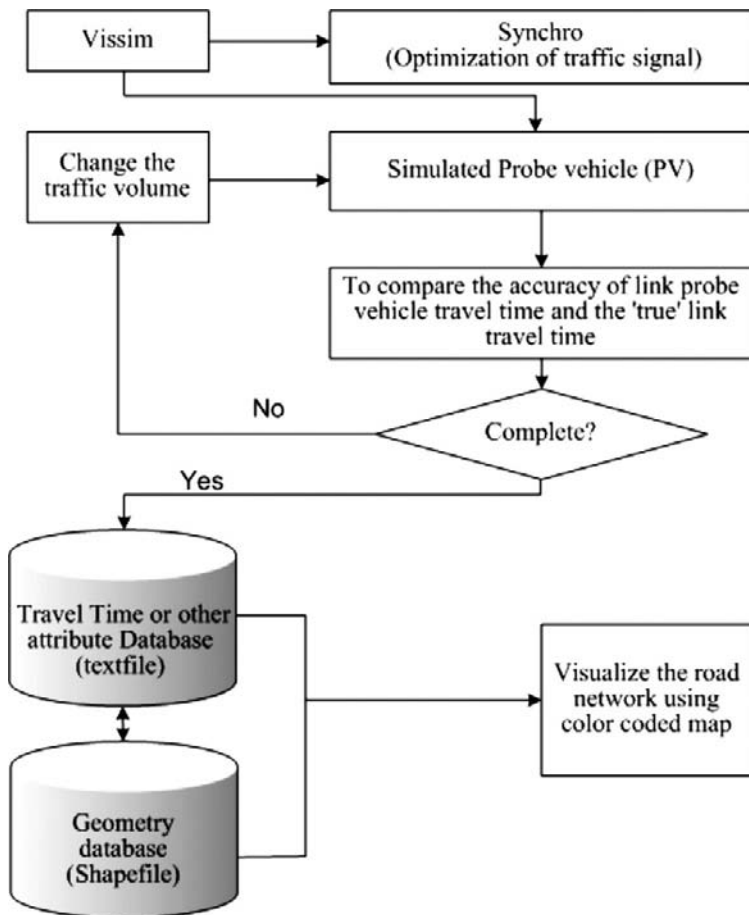 Vissim
Synchro
(Optimization of traffic signal)
Change the
traffic volume
Simulated Probe vehicle (PV)
To compare the accuracy of link probe
vehicle travel time and the 'true' link
travel time
No
Complete?
Yes
Travel Time or other
attribute Database
(textfile)
Visualize the road
network using
color coded map
Geometry
database
(Shapefile)